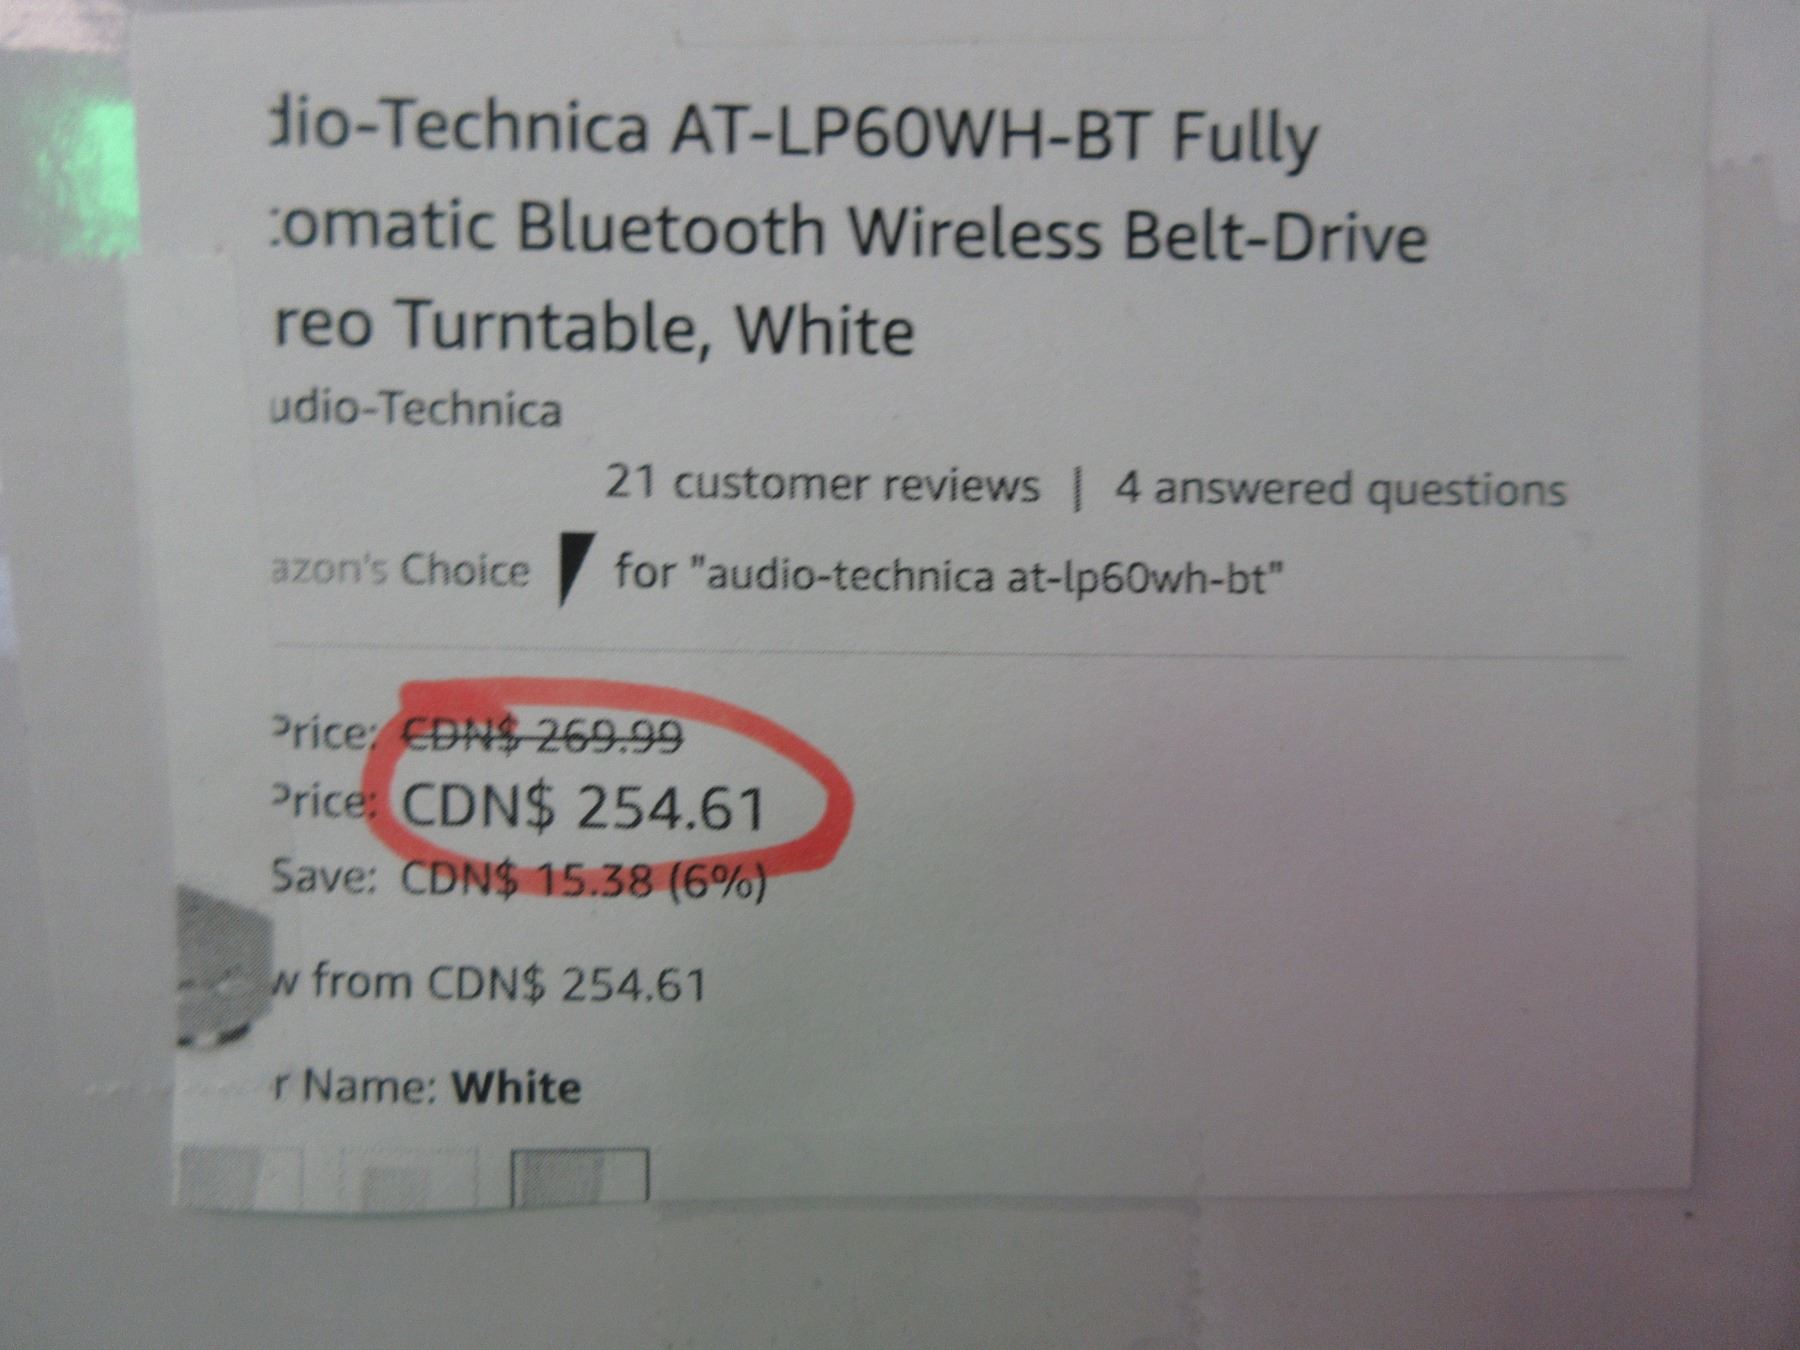 dio-Technica AT-LP60WH-BT Fully
tomatic Bluetooth Wireless Belt-Drive
reo Turntable, White
udio-Technica
21 customer reviews | 4 answered questions
azon's Choice for "audio-technica at-lp60wh-bt"
Price: CDN$ 269.99
Price: CDN$ 254.61
Save: CDN$ 15.38 (6%)
w from CDN$ 254.61
r Name: White